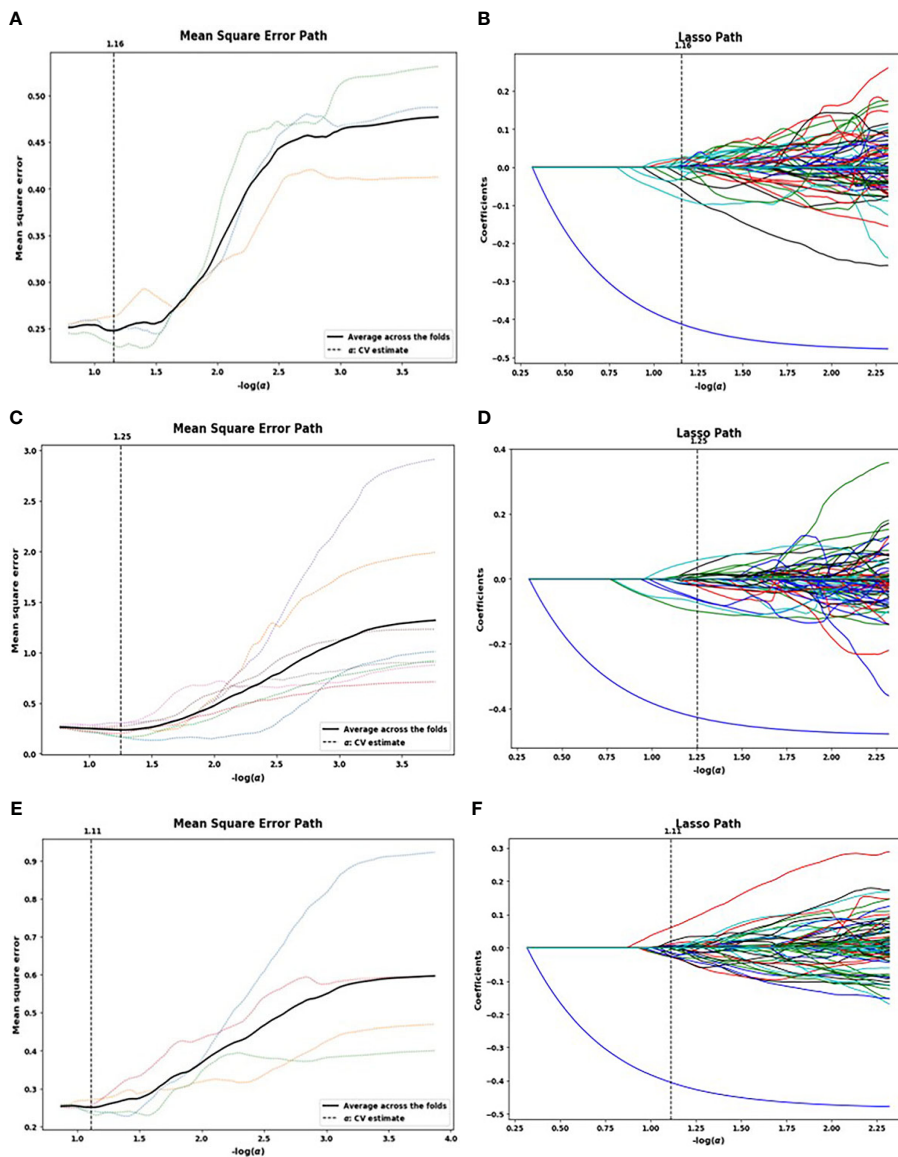 A
Mean Square Error Path
1.16
Mean square error
0.50
0.45
0.40
0.35
0.30
0.25
1.0 1.5 2.0 2.5 3.0 3.5
-log(α)
Average across the folds
α: CV estimate
B
Lasso Path
1.16
Coefficients
0.2
0.1
0.0
−0.1
−0.2
−0.3
−0.4
−0.5
0.25 0.50 0.75 1.00 1.25 1.50 1.75 2.00 2.25
-log(α)
C
Mean Square Error Path
1.25
Mean square error
3.0
2.5
2.0
1.5
1.0
0.5
0.0
1.0 1.5 2.0 2.5 3.0 3.5
-log(α)
Average across the folds
α: CV estimate
D
Lasso Path
1.25
Coefficients
0.4
0.2
0.0
−0.2
−0.4
0.25 0.50 0.75 1.00 1.25 1.50 1.75 2.00 2.25
-log(α)
E
Mean Square Error Path
1.11
Mean square error
0.9
0.8
0.7
0.6
0.5
0.4
0.3
0.2
1.0 1.5 2.0 2.5 3.0 3.5 4.0
-log(α)
Average across the folds
α: CV estimate
F
Lasso Path
1.11
Coefficients
0.3
0.2
0.1
0.0
−0.1
−0.2
−0.3
−0.4
−0.5
0.25 0.50 0.75 1.00 1.25 1.50 1.75 2.00 2.25
-log(α)